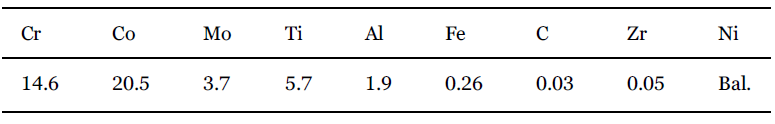 Cr Co Mo Ti Al Fe C Zr Ni
14.6 20.5 3.7 5.7 1.9 0.26 0.03 0.05 Bal.